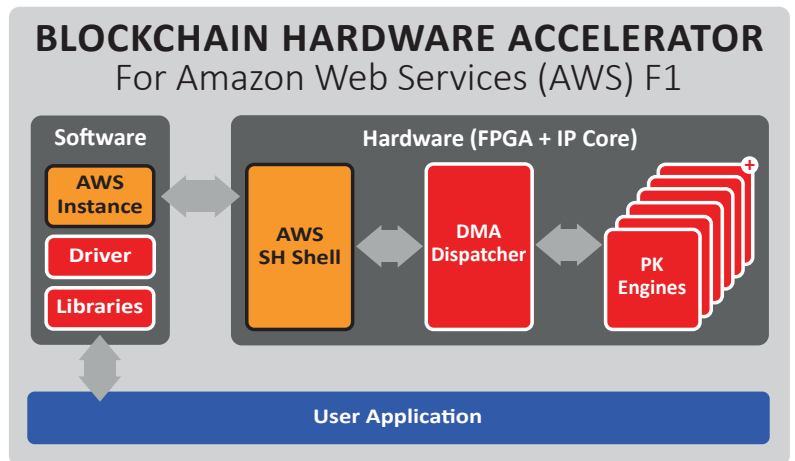 BLOCKCHAIN HARDWARE ACCELERATOR
For Amazon Web Services (AWS) F1
Software
AWS
Instance
Driver
Libraries
Hardware (FPGA + IP Core)
AWS
SH Shell
DMA
Dispatcher
+
PK
Engines
User Application